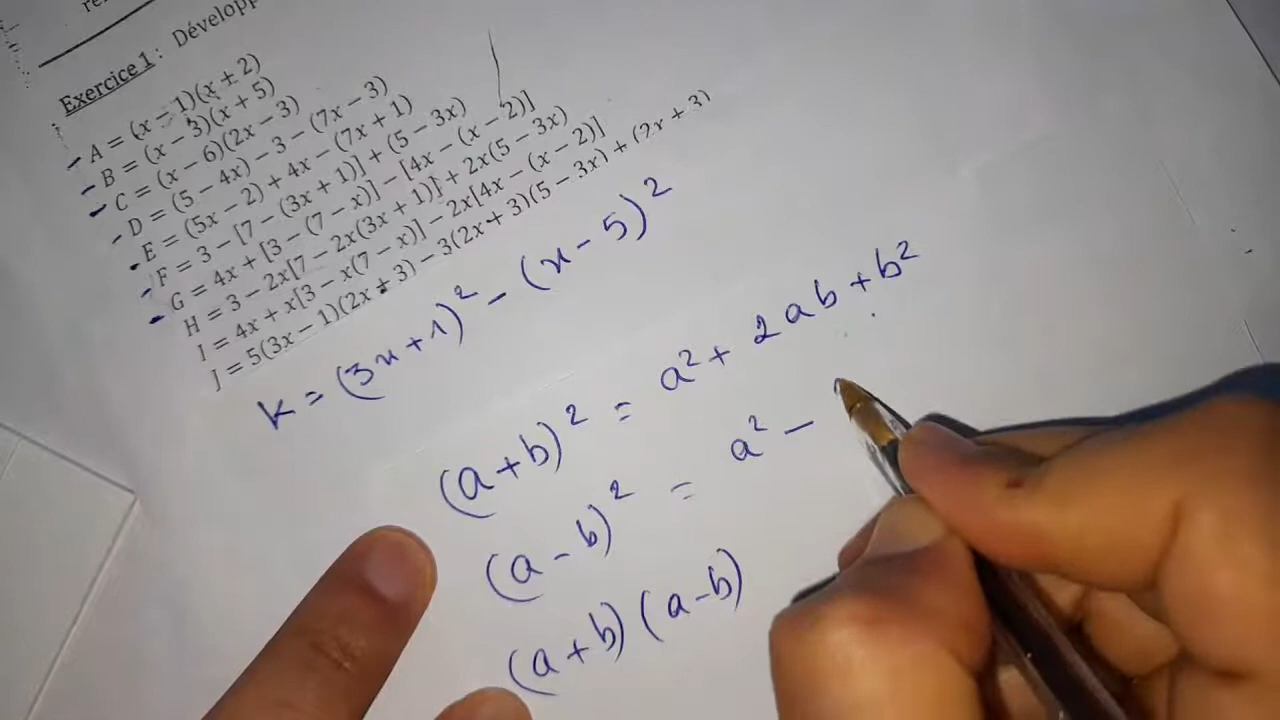 Exercice 1 : Dévelop
A = (x − 1)(x + 2)
B = (x − 3)(x + 5)
C = (x − 6)(2x − 3)
D = (5 − 4x) − 3 − (7x − 3)
E = (5x − 2) + 4x − (7x + 1)
F = 3 − [7 − (3x + 1)] + (5 − 3x)
G = 4x + [3 − (7 − x)] − [4x − (x − 2)]
H = 3 − 2x[7 − 2x(3x + 1)] + 2x(5 − 3x)
I = 4x + x[3 − x(7 − x)] − 2x[4x − (x − 2)]
J = 5(3x − 1)(2x + 3) − 3(2x + 3)(5 − 3x) + (2x + 3)
K = (3x + 1)² − (x − 5)²
(a + b)² = a² + 2ab + b²
(a − b)² = a² −
(a + b)(a − b)